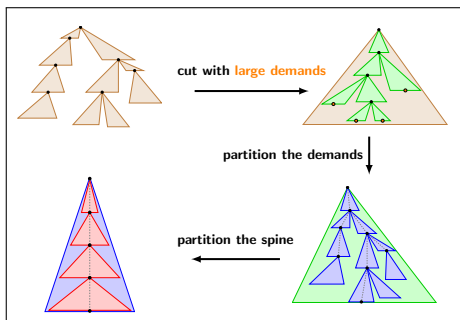 cut with large demands
partition the demands
partition the spine